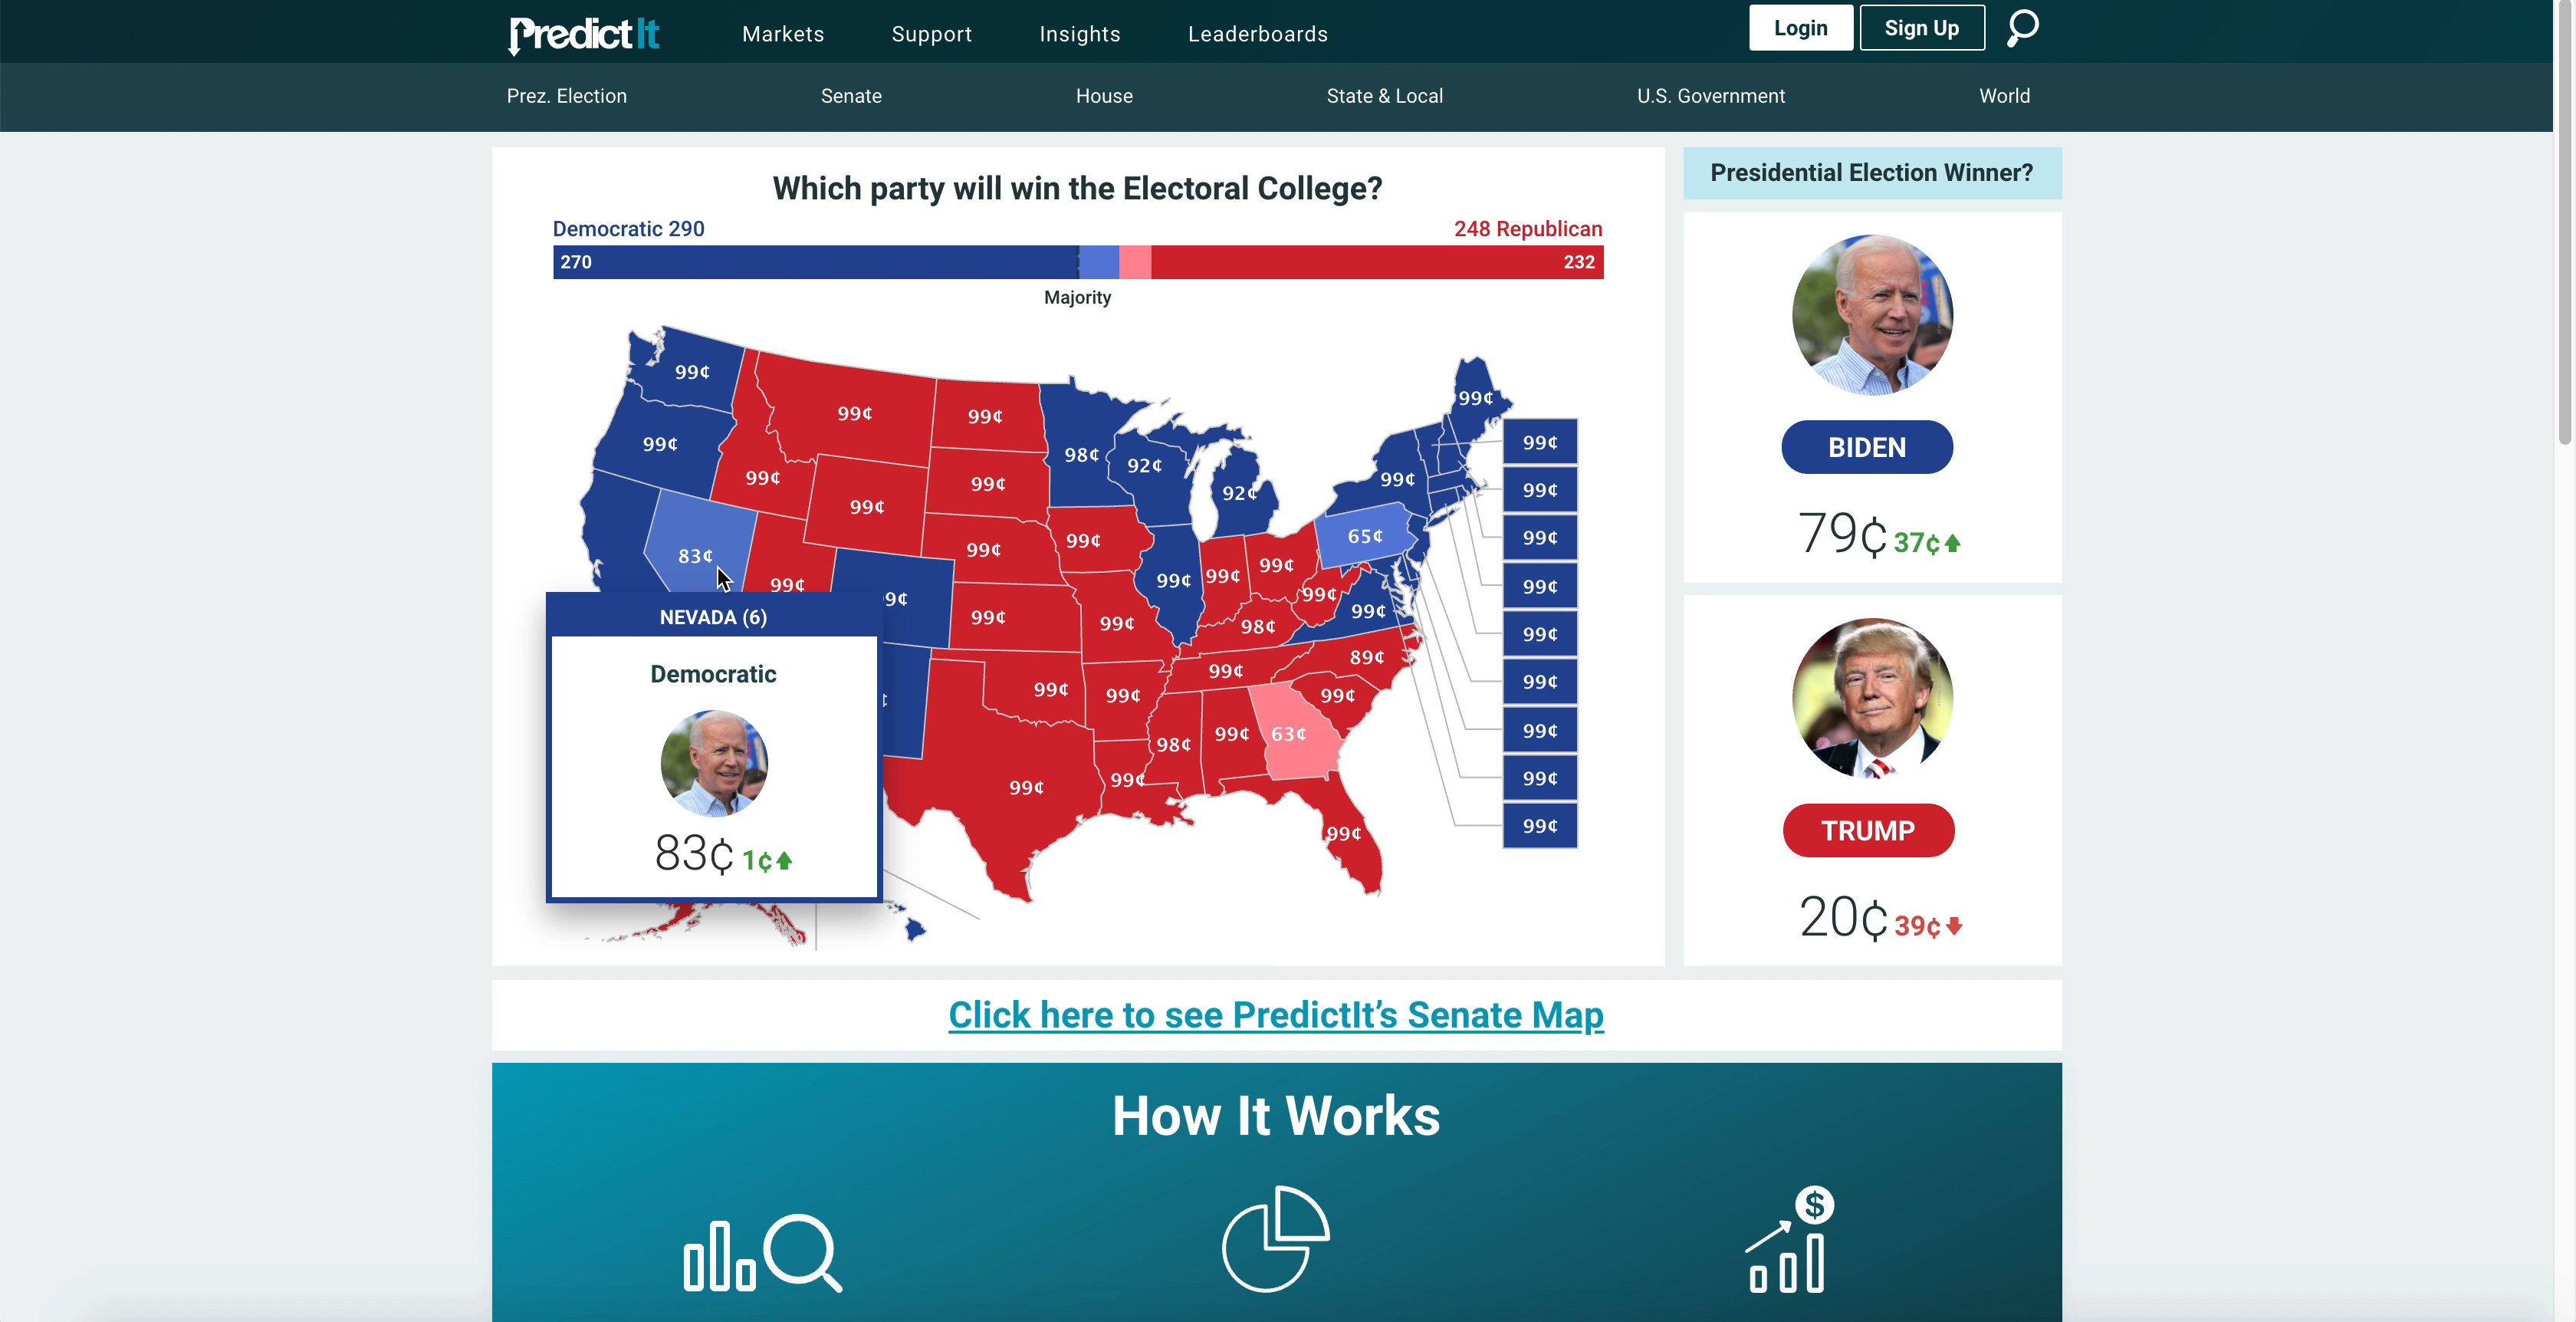 PredictIt
Markets
Support
Insights
Leaderboards
Login
Sign Up
Prez. Election
Senate
House
State & Local
U.S. Government
World
Which party will win the Electoral College?
Democratic 290
248 Republican
270
232
Majority
99¢
99¢
99¢
99¢
99¢
98¢
92¢
92¢
99¢
99¢
99¢
99¢
99¢
99¢
99¢
99¢
83¢
99¢
99¢
65¢
99¢
99¢
99¢
99¢
99¢
99¢
9¢
99¢
99¢
98¢
99¢
99¢
99¢
89¢
99¢
99¢
99¢
99¢
98¢
99¢
63¢
99¢
99¢
99¢
99¢
99¢
99¢
99¢
NEVADA (6)
Democratic
83¢ 1¢
Presidential Election Winner?
BIDEN
79¢ 37¢
TRUMP
20¢ 39¢
Click here to see PredictIt’s Senate Map
How It Works
$